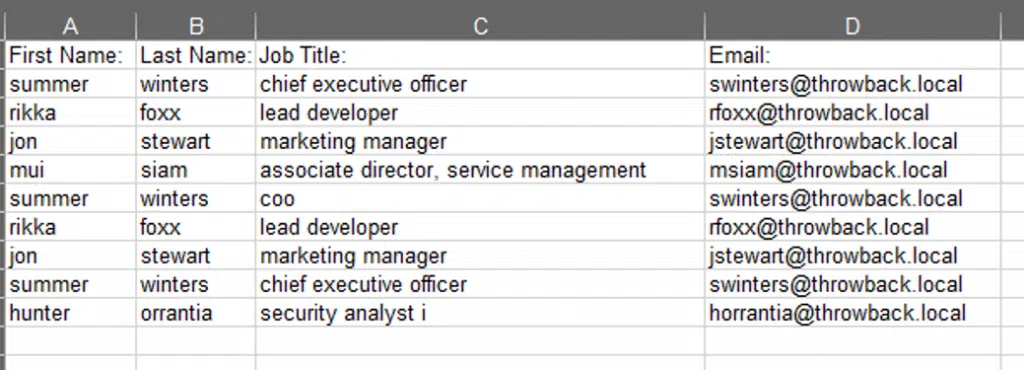 A B C D
First Name: Last Name: Job Title: Email:
summer winters chief executive officer swinters@throwback.local
rikka foxx lead developer rfoxx@throwback.local
jon stewart marketing manager jstewart@throwback.local
mui siam associate director, service management msiam@throwback.local
summer winters coo swinters@throwback.local
rikka foxx lead developer rfoxx@throwback.local
jon stewart marketing manager jstewart@throwback.local
summer winters chief executive officer swinters@throwback.local
hunter orrantia security analyst i horrantia@throwback.local